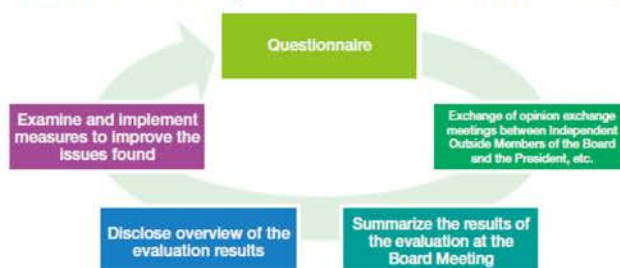 Questionnaire
Exchange of opinion exchange
meetings between Independent
Outside Members of the Board
and the President, etc.
Summarize the results of
the evaluation at the
Board Meeting
Disclose overview of the
evaluation results
Examine and implement
measures to improve the
issues found